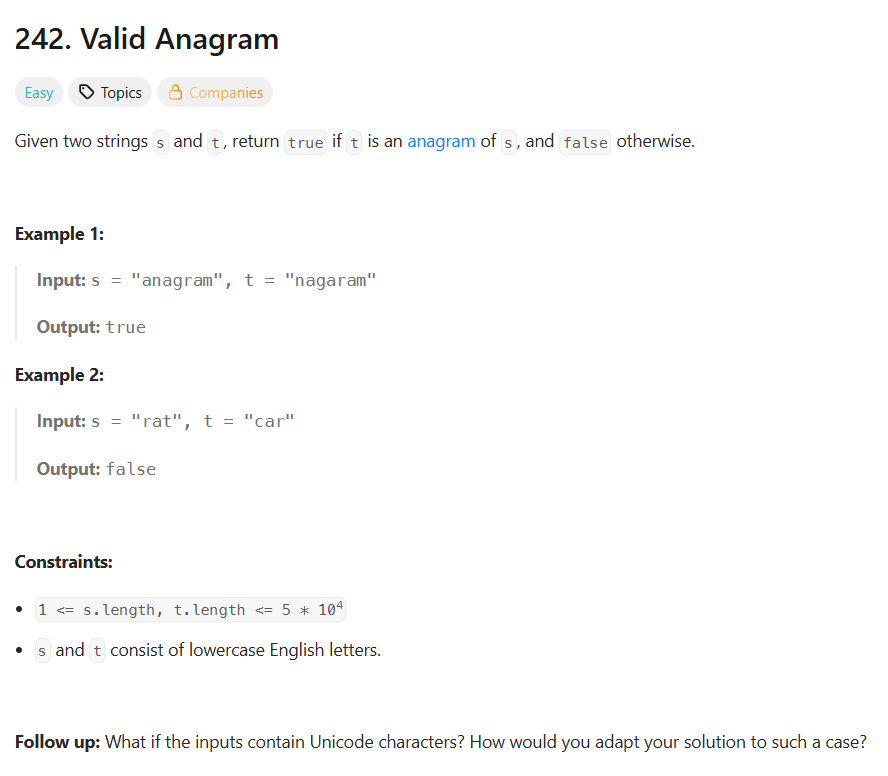 242. Valid Anagram
Easy Topics Companies
Given two strings s and t, return true if t is an anagram of s, and false otherwise.
Example 1:
Input: s = "anagram", t = "nagaram"
Output: true
Example 2:
Input: s = "rat", t = "car"
Output: false
Constraints:
• 1 <= s.length, t.length <= 5 * 10⁴
• s and t consist of lowercase English letters.
Follow up: What if the inputs contain Unicode characters? How would you adapt your solution to such a case?